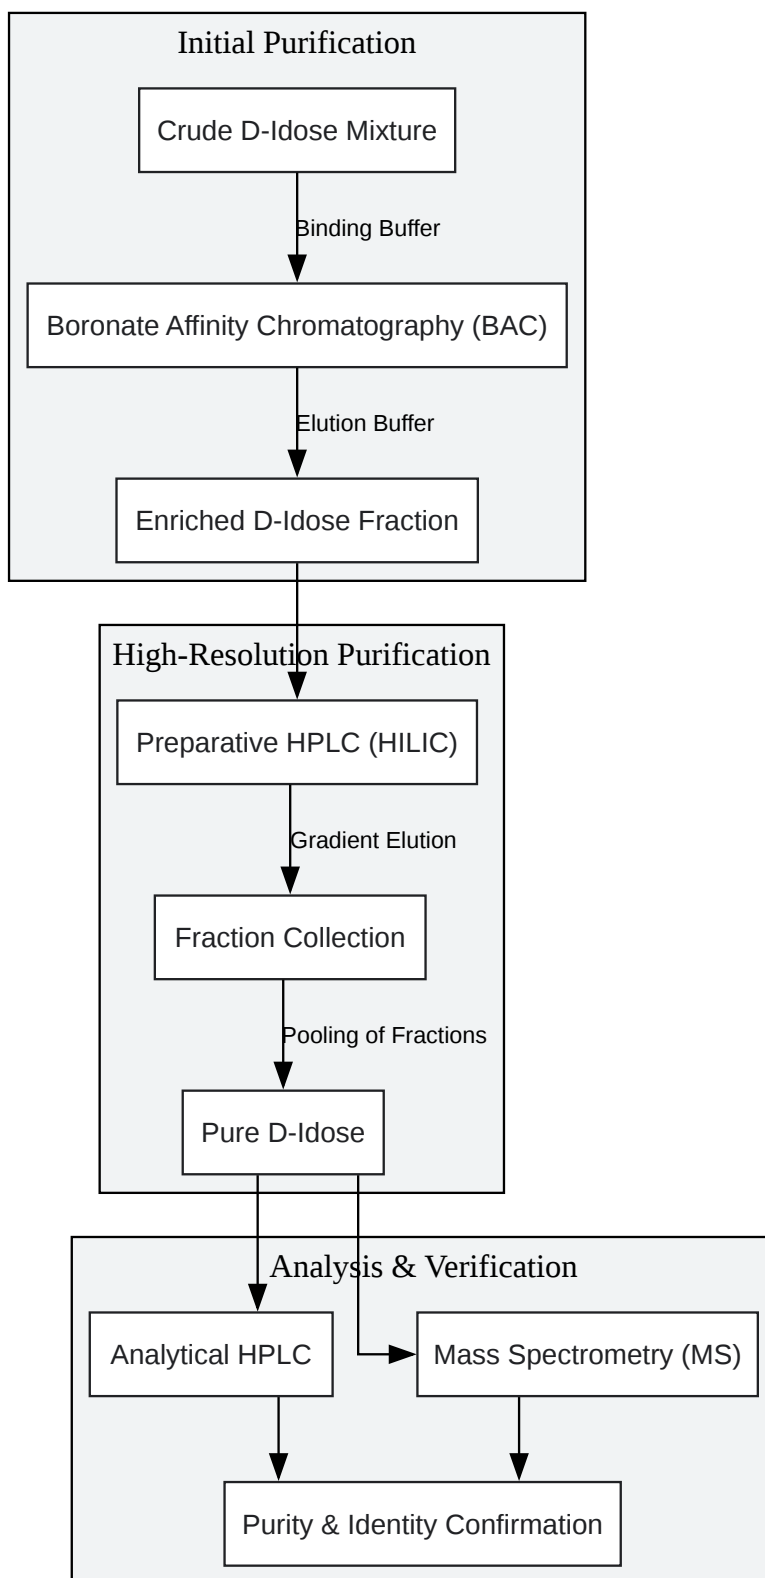 Initial Purification
Crude D-Idose Mixture
Binding Buffer
Boronate Affinity Chromatography (BAC)
Elution Buffer
Enriched D-Idose Fraction
High-Resolution Purification
Preparative HPLC (HILIC)
Gradient Elution
Fraction Collection
Pooling of Fractions
Pure D-Idose
Analysis & Verification
Analytical HPLC
Mass Spectrometry (MS)
Purity & Identity Confirmation